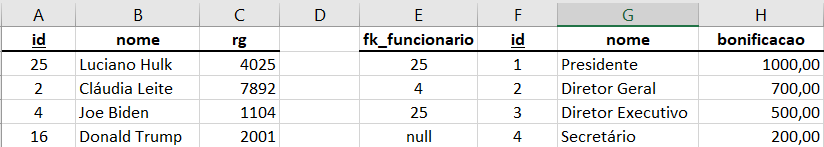 A B C D E F G H
id nome rg fk_funcionario id nome bonificacao
25 Luciano Hulk 4025 25 1 Presidente 1000,00
2 Cláudia Leite 7892 4 2 Diretor Geral 700,00
4 Joe Biden 1104 25 3 Diretor Executivo 500,00
16 Donald Trump 2001 null 4 Secretário 200,00